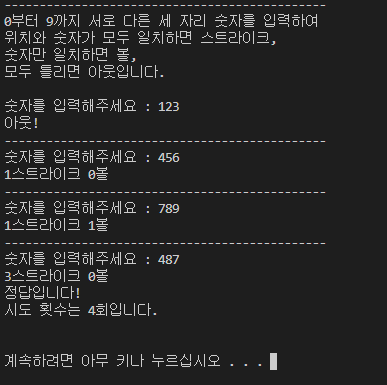 ---------------------------------------------
0부터 9까지 서로 다른 세 자리 숫자를 입력하여
위치와 숫자가 모두 일치하면 스트라이크,
숫자만 일치하면 볼,
모두 틀리면 아웃입니다.
숫자를 입력해주세요 : 123
아웃!
---------------------------------------------
숫자를 입력해주세요 : 456
1스트라이크 0볼
---------------------------------------------
숫자를 입력해주세요 : 789
1스트라이크 1볼
---------------------------------------------
숫자를 입력해주세요 : 487
3스트라이크 0볼
정답입니다!
시도 횟수는 4회입니다.
계속하려면 아무 키나 누르십시오 . . .